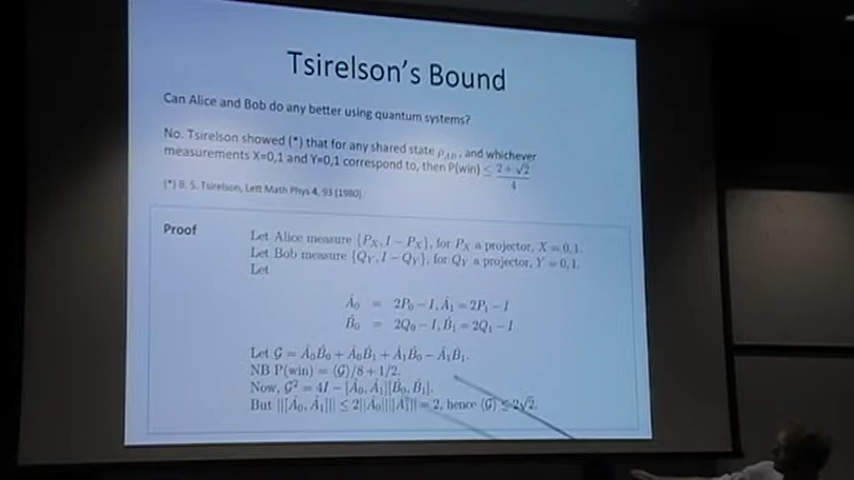 Tsirelson's Bound
Can Alice and Bob do any better using quantum systems?
No. Tsirelson showed (*) that for any shared state ρ_AB, and whichever
measurements X=0,1 and Y=0,1 correspond to, then P(win) ≤ (2 + √2)/4
(*) B. S. Tsirelson, Lett Math Phys 4, 93 (1980).
Proof
Let Alice measure {P_X, I − P_X}, for P_X a projector, X = 0, 1.
Let Bob measure {Q_Y, I − Q_Y}, for Q_Y a projector, Y = 0, 1.
Let
Â_0 = 2P_0 − I, Â_1 = 2P_1 − I
B̂_0 = 2Q_0 − I, B̂_1 = 2Q_1 − I
Let G = Â_0B̂_0 + Â_0B̂_1 + Â_1B̂_0 − Â_1B̂_1.
NB P(win) = ⟨G⟩/8 + 1/2.
Now, G² = 4I − [Â_0, Â_1][B̂_0, B̂_1].
But ||[Â_0, Â_1]|| ≤ 2||Â_0||||Â_1|| = 2, hence ⟨G⟩ ≤ 2√2.